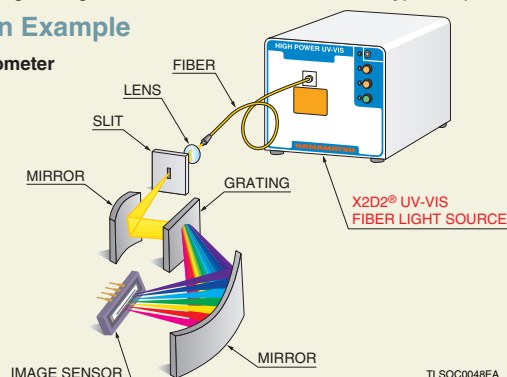 n Example
ometer
HIGH POWER UV-VIS
FIBER
LENS
SLIT
HAMAMATSU
MIRROR
GRATING
X2D2® UV-VIS
FIBER LIGHT SOURCE
MIRROR
IMAGE SENSOR
TLSOC0048EA